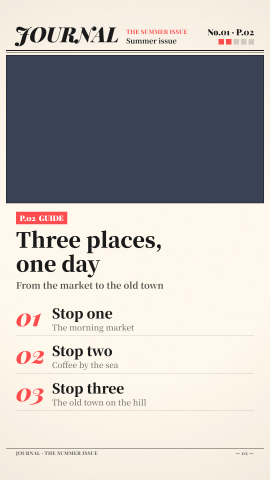 JOURNAL
THE SUMMER ISSUE
Summer issue
No.01 · P.02
P.02 GUIDE
Three places,
one day
From the market to the old town
01 Stop one
The morning market
02 Stop two
Coffee by the sea
03 Stop three
The old town on the hill
JOURNAL · THE SUMMER ISSUE
— 02 —